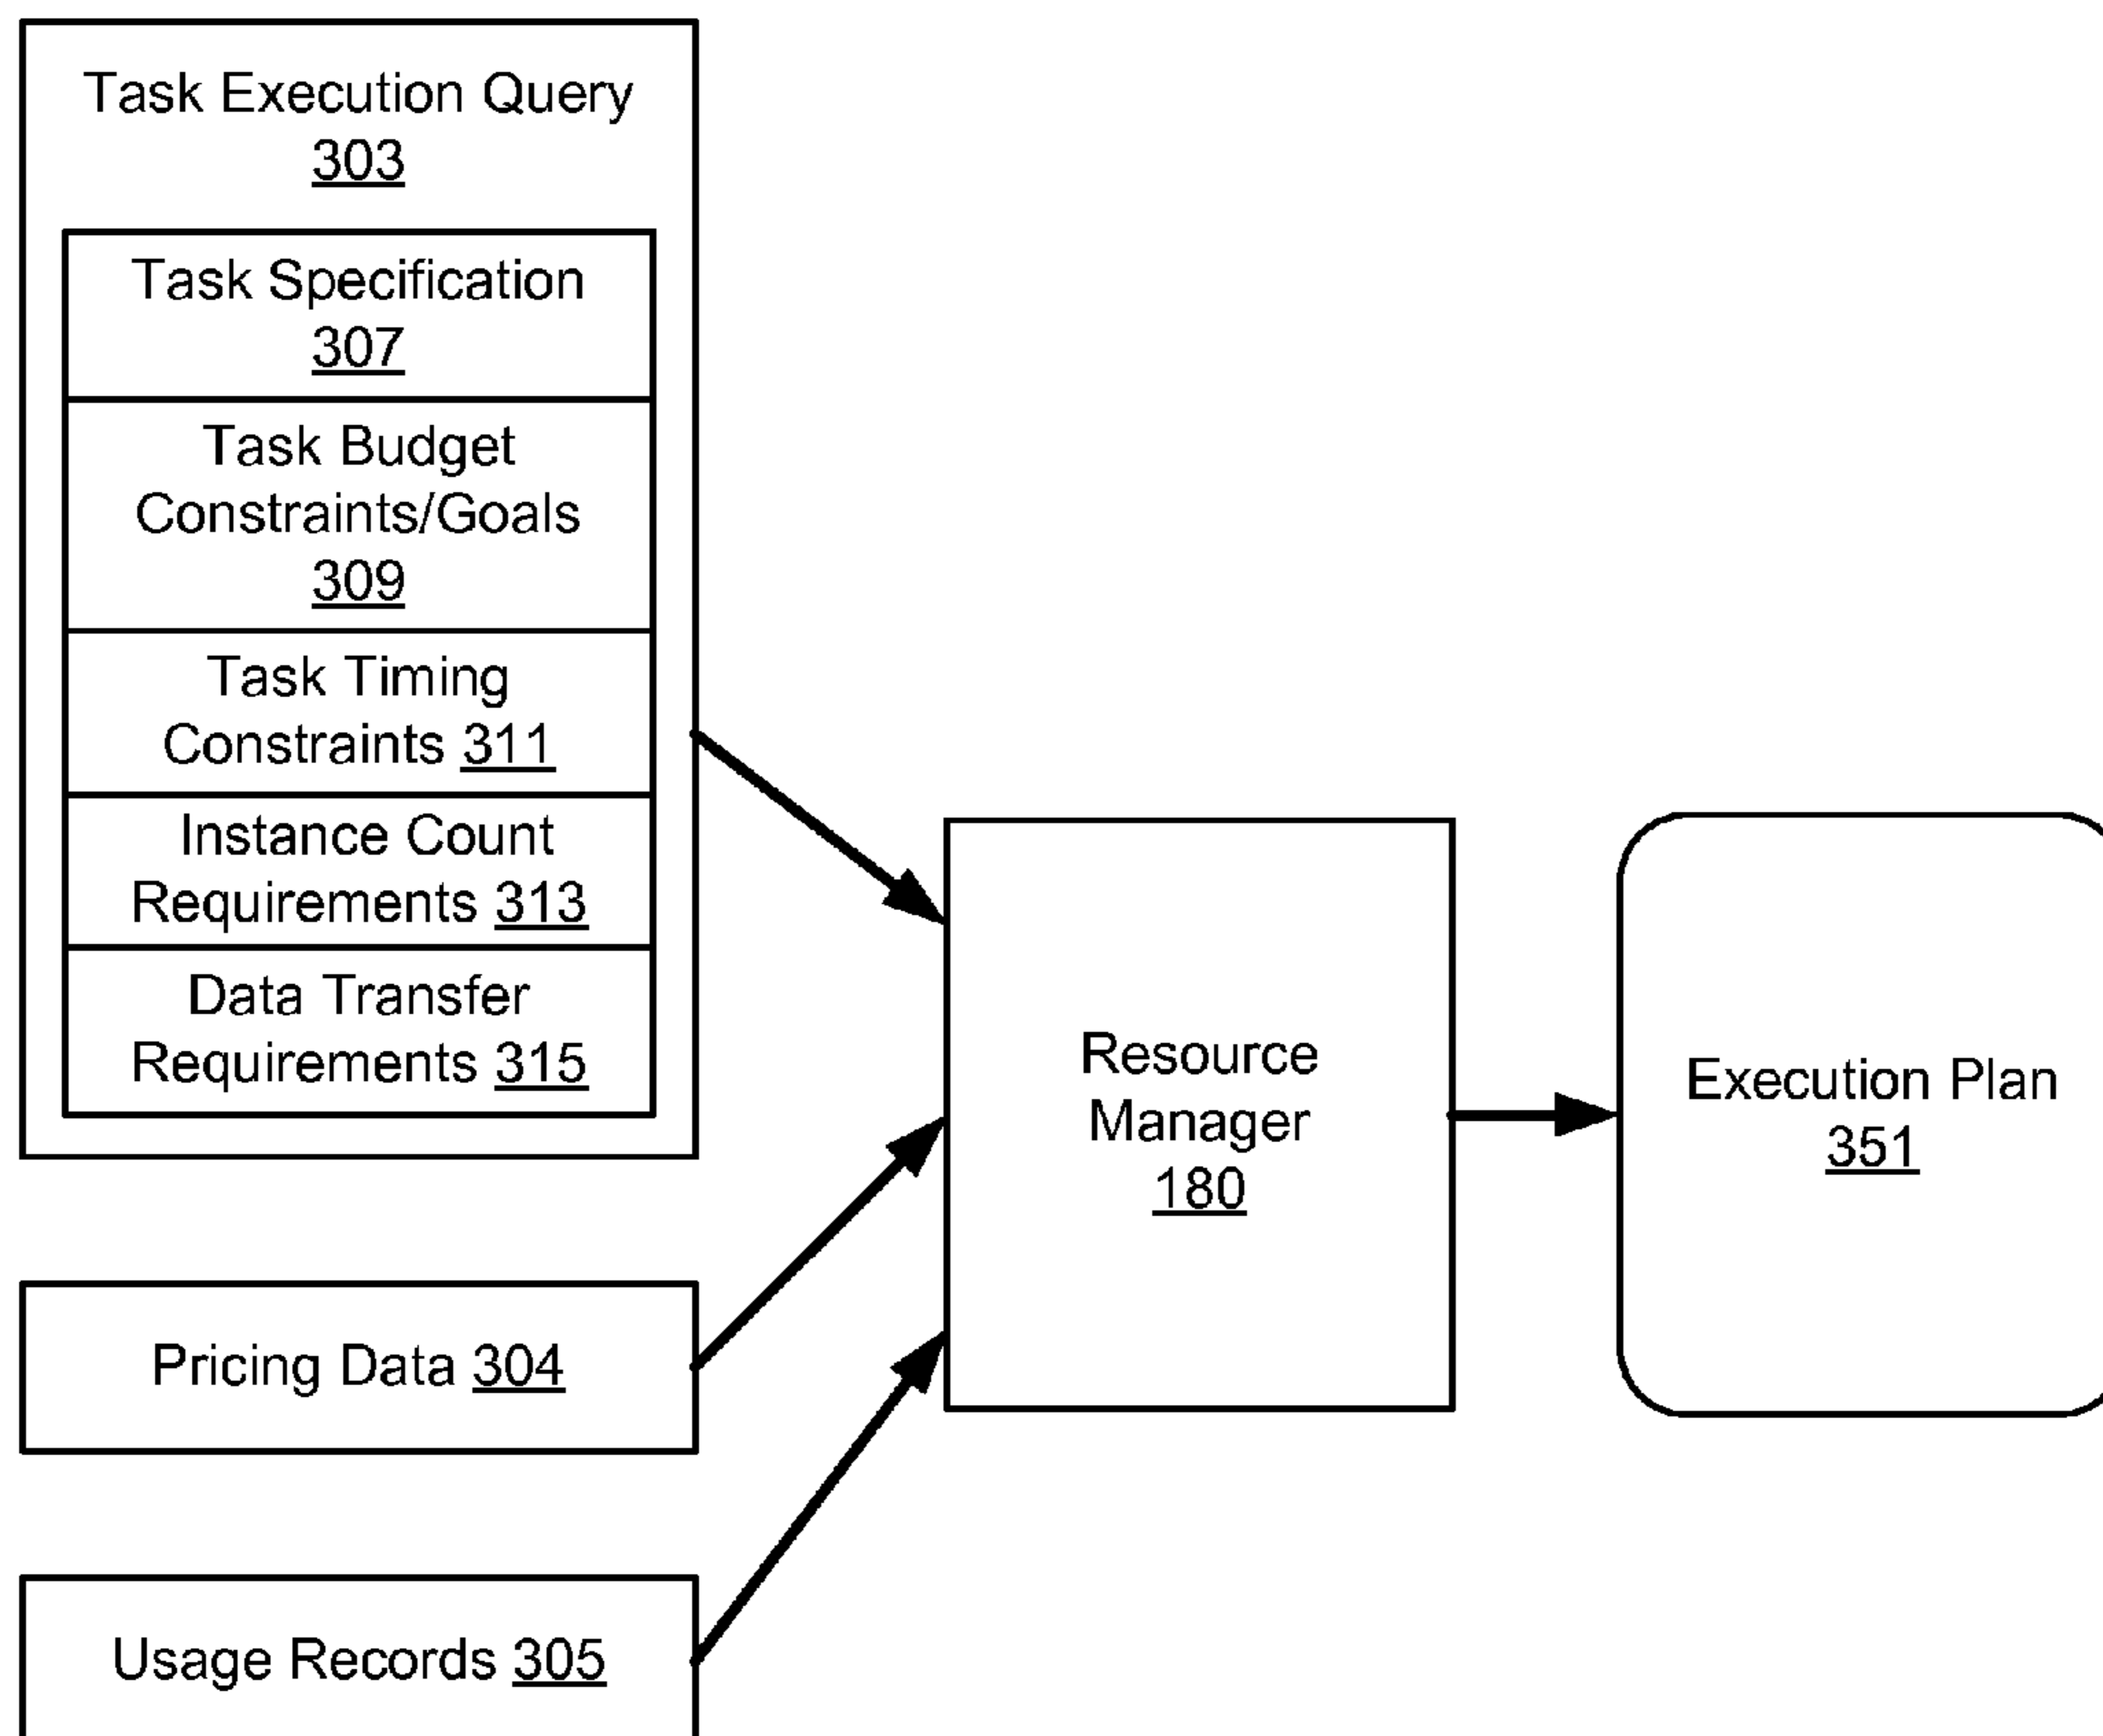 Task Execution Query
303
Task Specification
307
Task Budget
Constraints/Goals
309
Task Timing
Constraints 311
Instance Count
Requirements 313
Data Transfer
Requirements 315
Pricing Data 304
Usage Records 305
Resource
Manager
180
Execution Plan
351